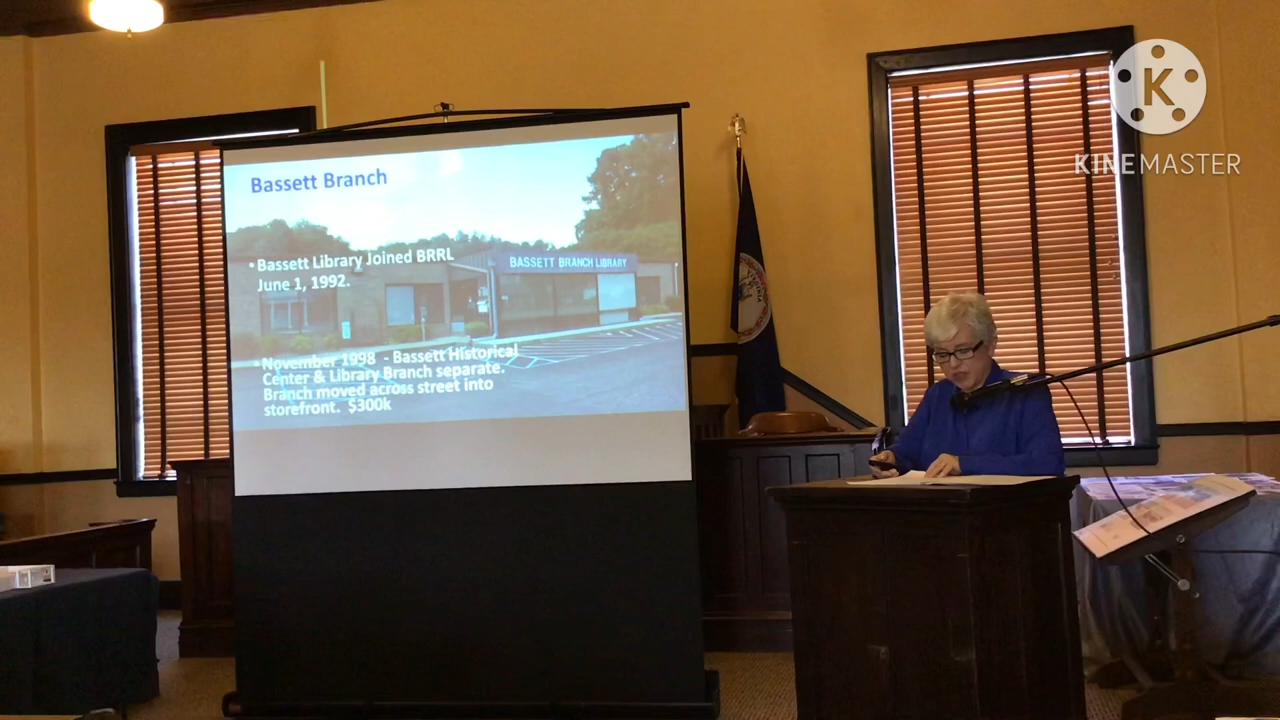 Bassett Branch
• Bassett Library Joined BRRL
June 1, 1992.
BASSETT BRANCH LIBRARY
• November 1998 - Bassett Historical
Center & Library Branch separate.
Branch moved across street into
storefront. $300k
VIRGINIA
K
KINEMASTER